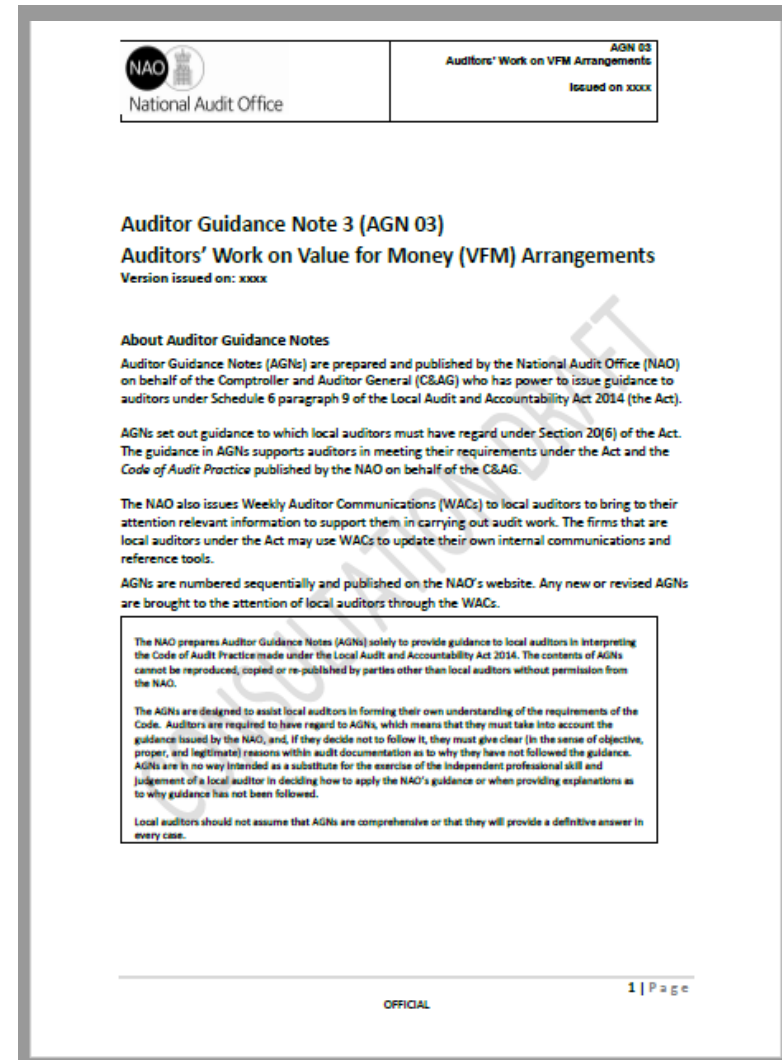 NAO
National Audit Office
AGN 03
Auditors' Work on VFM Arrangements
Issued on xxxx
Auditor Guidance Note 3 (AGN 03)
Auditors' Work on Value for Money (VFM) Arrangements
Version issued on: xxxx
About Auditor Guidance Notes
Auditor Guidance Notes (AGNs) are prepared and published by the National Audit Office (NAO)
on behalf of the Comptroller and Auditor General (C&AG) who has power to issue guidance to
auditors under Schedule 6 paragraph 9 of the Local Audit and Accountability Act 2014 (the Act).
AGNs set out guidance to which local auditors must have regard under Section 20(6) of the Act.
The guidance in AGNs supports auditors in meeting their requirements under the Act and the
Code of Audit Practice published by the NAO on behalf of the C&AG.
The NAO also issues Weekly Auditor Communications (WACs) to local auditors to bring to their
attention relevant information to support them in carrying out audit work. The firms that are
local auditors under the Act may use WACs to update their own internal communications and
reference tools.
AGNs are numbered sequentially and published on the NAO's website. Any new or revised AGNs
are brought to the attention of local auditors through the WACs.
The NAO prepares Auditor Guidance Notes (AGNs) solely to provide guidance to local auditors in interpreting
the Code of Audit Practice made under the Local Audit and Accountability Act 2014. The contents of AGNs
cannot be reproduced, copied or re-published by parties other than local auditors without permission from
the NAO.
The AGNs are designed to assist local auditors in forming their own understanding of the requirements of the
Code. Auditors are required to have regard to AGNs, which means that they must take into account the
guidance issued by the NAO, and, if they decide not to follow it, they must give clear (in the sense of objective,
proper, and legitimate) reasons within audit documentation as to why they have not followed the guidance.
AGNs are in no way intended as a substitute for the exercise of the independent professional skill and
judgement of a local auditor in deciding how to apply the NAO's guidance or when providing explanations as
to why guidance has not been followed.
Local auditors should not assume that AGNs are comprehensive or that they will provide a definitive answer in
every case.
CONSULTATION DRAFT
1 | Page
OFFICIAL